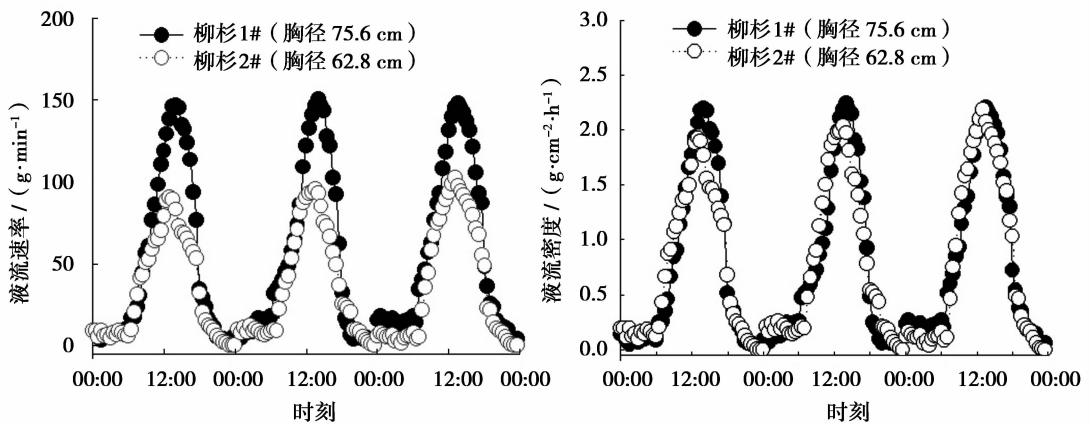 200
150
100
50
0
液流速率 /（g·min⁻¹）
柳杉1#（胸径 75.6 cm）
柳杉2#（胸径 62.8 cm）
00:00 12:00 00:00 12:00 00:00 12:00 00:00
时刻
3.0
2.5
2.0
1.5
1.0
0.5
0.0
液流密度 /（g·cm⁻²·h⁻¹）
柳杉1#（胸径 75.6 cm）
柳杉2#（胸径 62.8 cm）
00:00 12:00 00:00 12:00 00:00 12:00 00:00
时刻